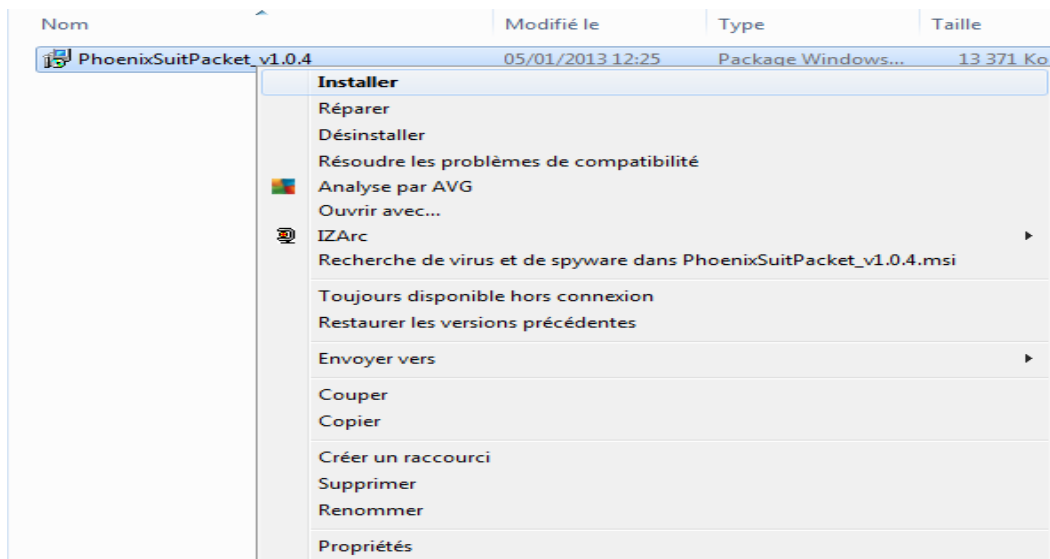 Nom Modifié le Type Taille
PhoenixSuitPacket_v1.0.4 05/01/2013 12:25 Package Windows... 13 371 Ko
Installer
Réparer
Désinstaller
Résoudre les problèmes de compatibilité
Analyse par AVG
Ouvrir avec...
IZArc
Recherche de virus et de spyware dans PhoenixSuitPacket_v1.0.4.msi
Toujours disponible hors connexion
Restaurer les versions précédentes
Envoyer vers
Couper
Copier
Créer un raccourci
Supprimer
Renommer
Propriétés